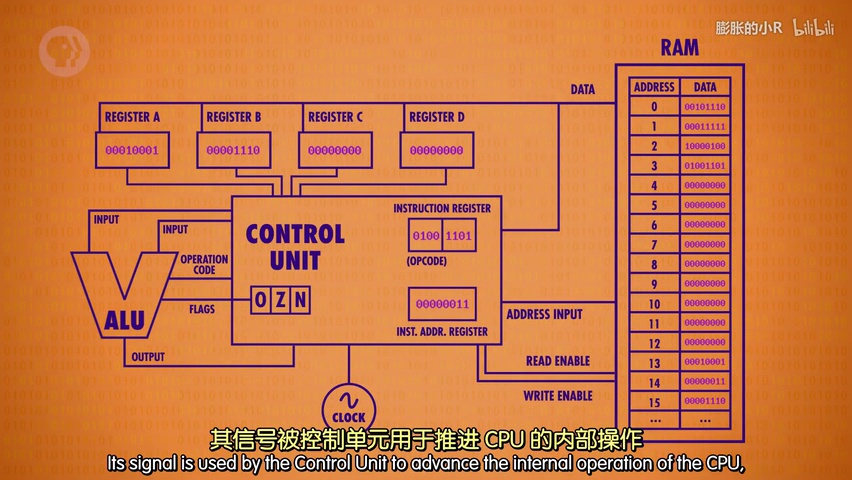 膨胀的小R bilibili
RAM
DATA
ADDRESS DATA
0 00101110
1 00011111
2 10000100
3 01001101
4 00000000
5 00000000
6 00000000
7 00000000
8 00000000
9 00000000
10 00000000
11 00000000
12 00000000
13 00010001
14 00000011
15 00001110
... ...
REGISTER A
00010001
REGISTER B
00001110
REGISTER C
00000000
REGISTER D
00000000
CONTROL
UNIT
INSTRUCTION REGISTER
0100 1101
(OPCODE)
00000011
INST. ADDR. REGISTER
INPUT
INPUT
OPERATION
CODE
FLAGS
O Z N
ALU
OUTPUT
ADDRESS INPUT
READ ENABLE
WRITE ENABLE
CLOCK
其信号被控制单元用于推进 CPU 的内部操作
Its signal is used by the Control Unit to advance the internal operation of the CPU,